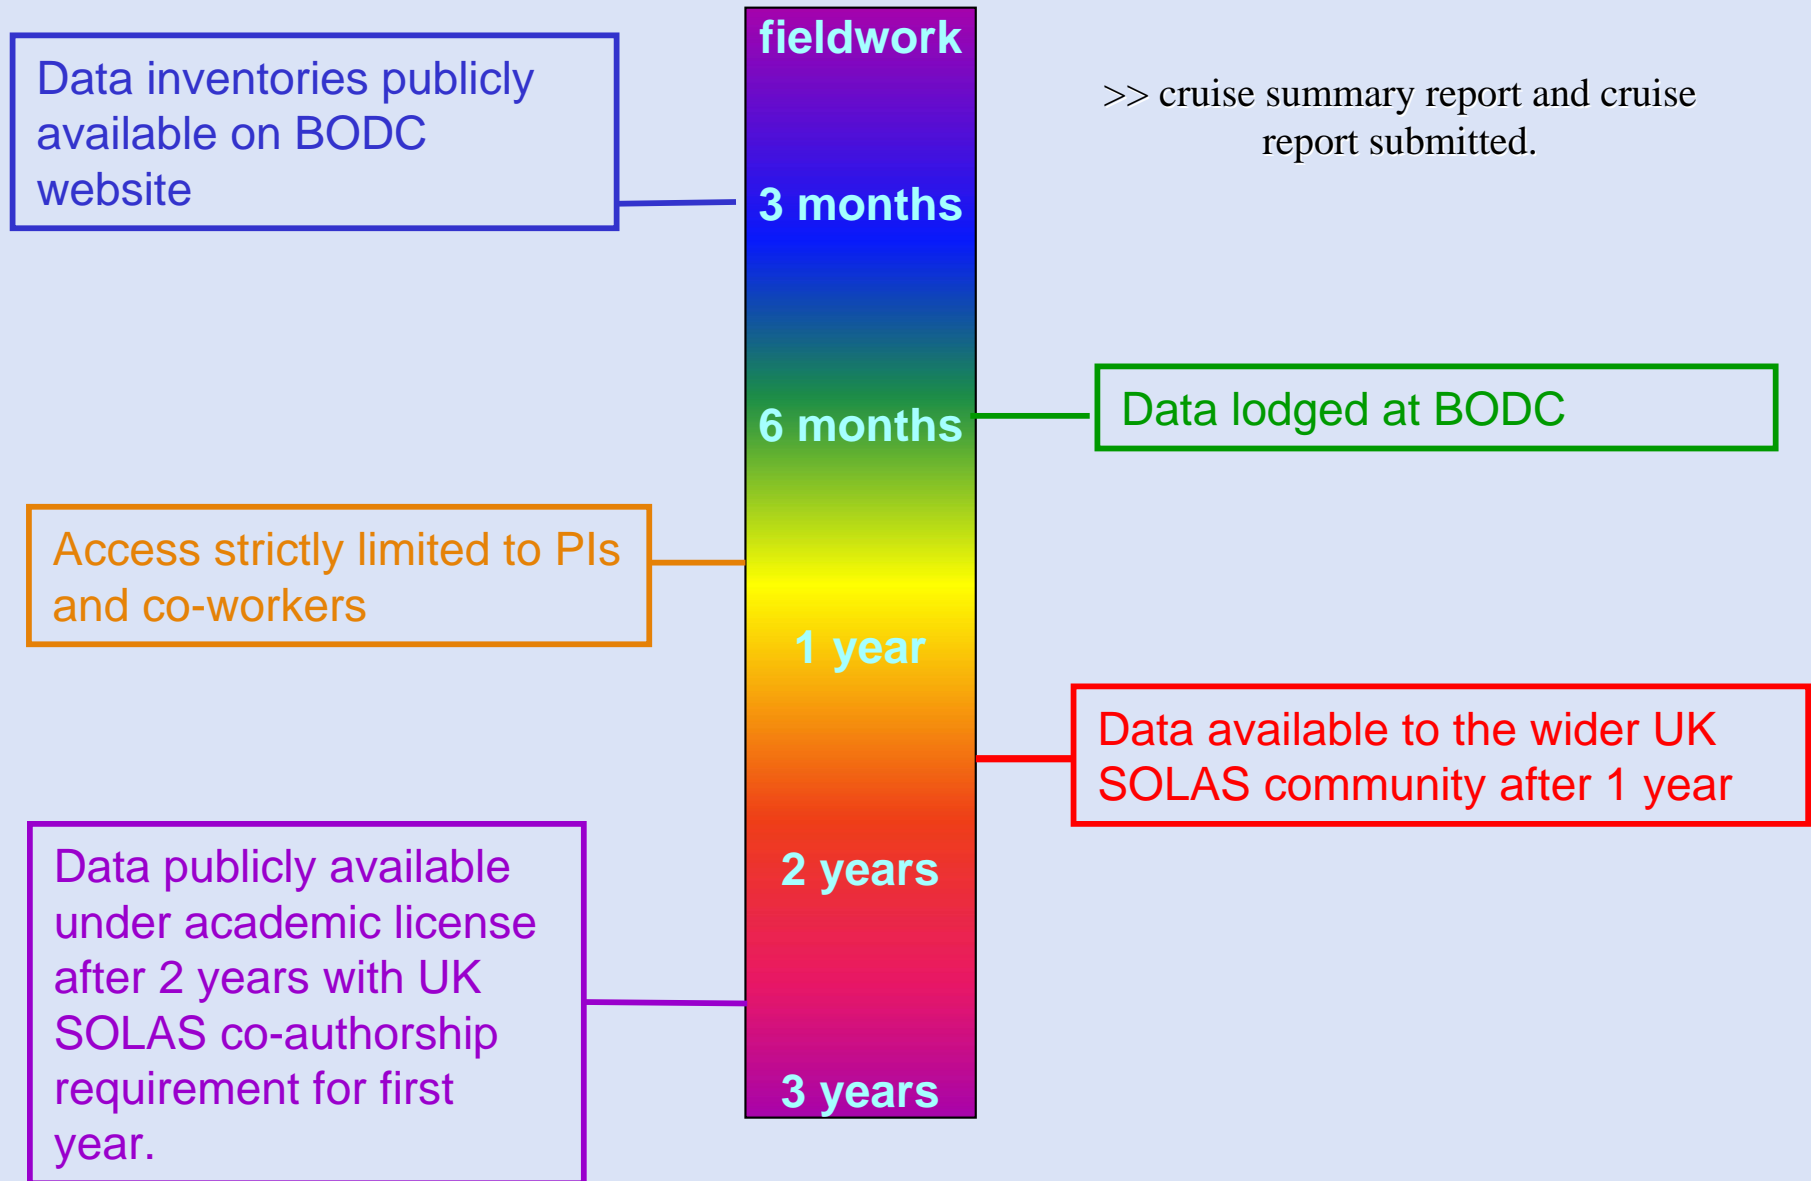 fieldwork
Data inventories publicly
available on BODC
website
>> cruise summary report and cruise
report submitted.
3 months
Data lodged at BODC
6 months
Access strictly limited to PIs
and co-workers
1 year
Data available to the wider UK
SOLAS community after 1 year
2 years
Data publicly available
under academic license
after 2 years with UK
SOLAS co-authorship
requirement for first
year.
3 years